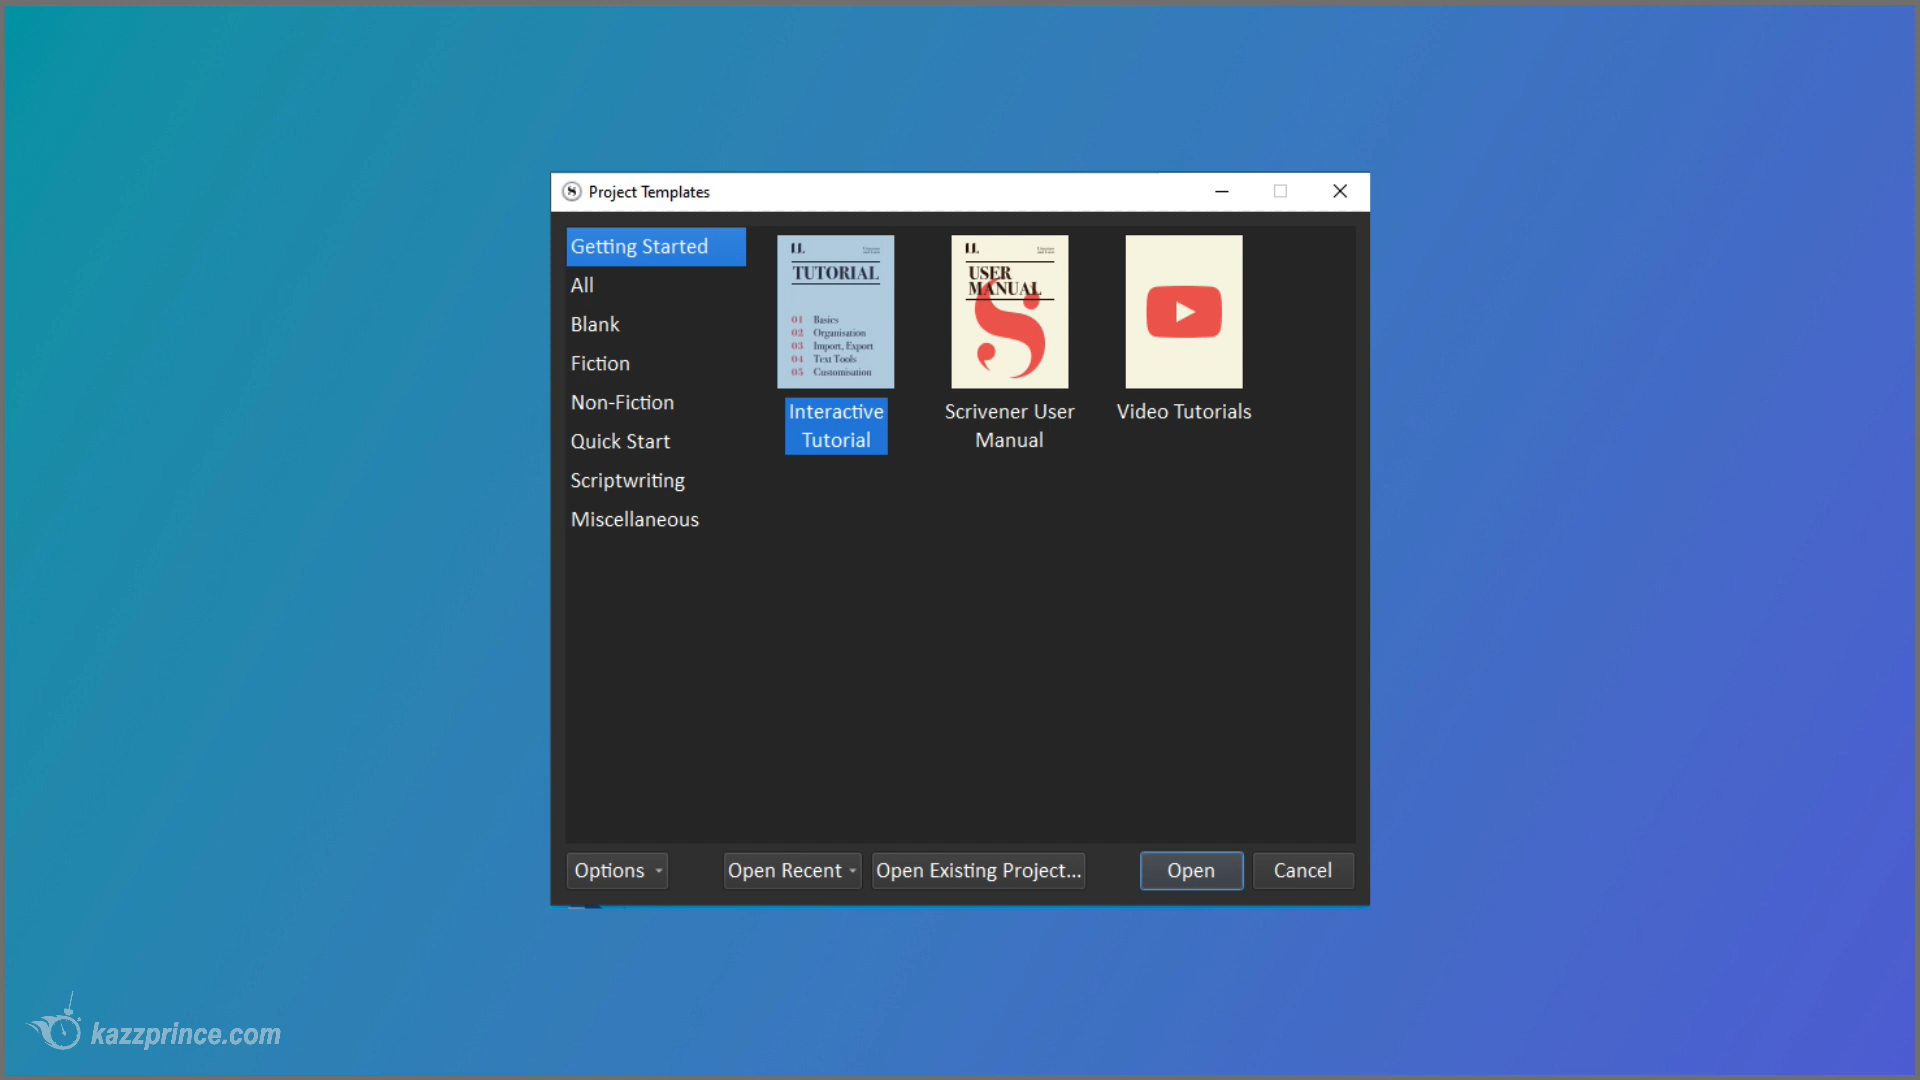 Project Templates
Getting Started
All
Blank
Fiction
Non-Fiction
Quick Start
Scriptwriting
Miscellaneous
LL
TUTORIAL
01 Basics
02 Organisation
03 Import, Export
04 Text Tools
05 Customisation
Interactive
Tutorial
LL
USER
MANUAL
Scrivener User
Manual
Video Tutorials
Options
Open Recent
Open Existing Project...
Open
Cancel
kazzprince.com